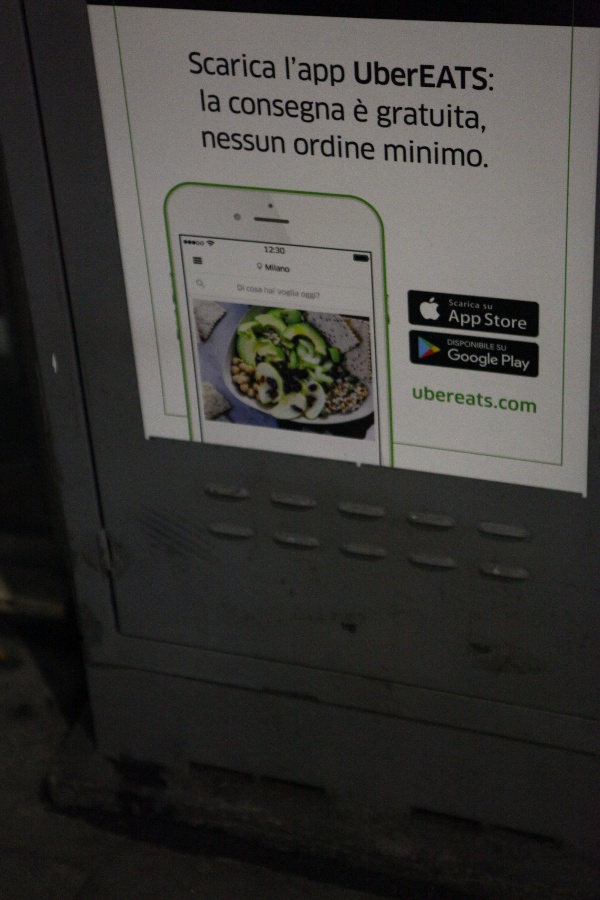 Scarica l'app UberEATS:
la consegna è gratuita,
nessun ordine minimo.
12:30
Milano
Di cosa hai voglia oggi?
Scarica su
App Store
DISPONIBILE SU
Google Play
ubereats.com